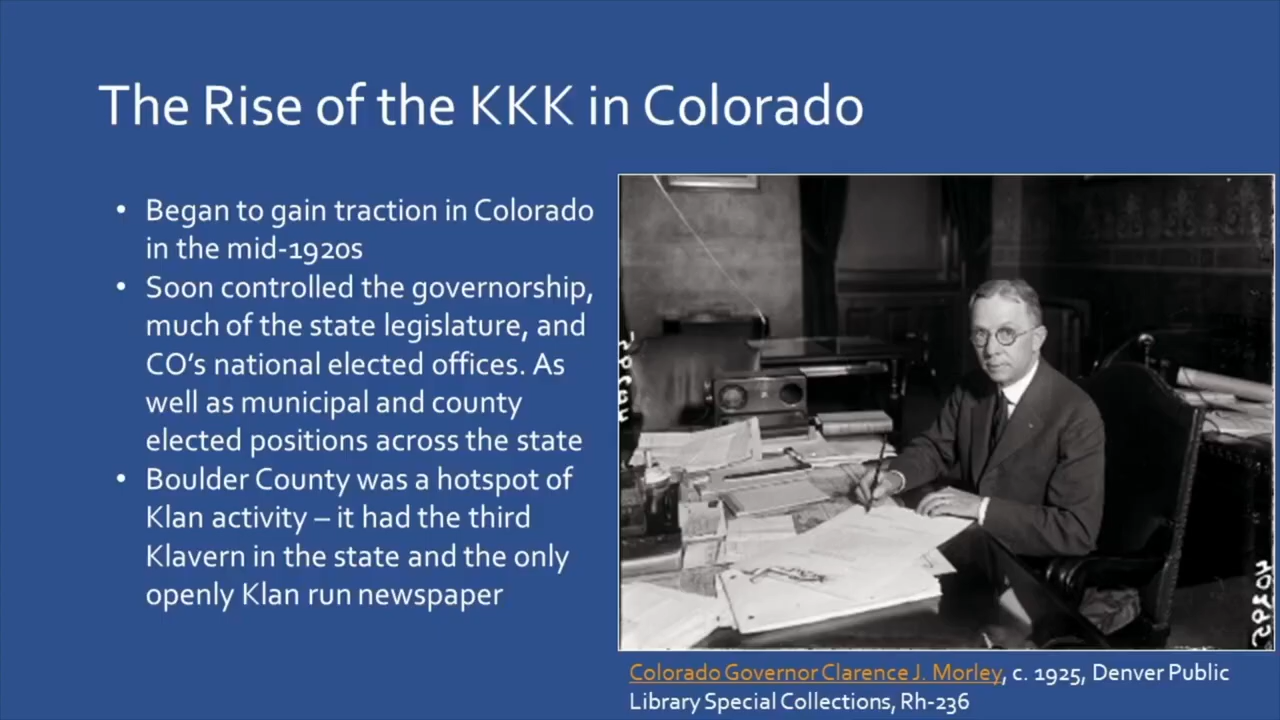 The Rise of the KKK in Colorado
• Began to gain traction in Colorado
in the mid-1920s
• Soon controlled the governorship,
much of the state legislature, and
CO's national elected offices. As
well as municipal and county
elected positions across the state
• Boulder County was a hotspot of
Klan activity – it had the third
Klavern in the state and the only
openly Klan run newspaper
Colorado Governor Clarence J. Morley, c. 1925, Denver Public
Library Special Collections, Rh-236